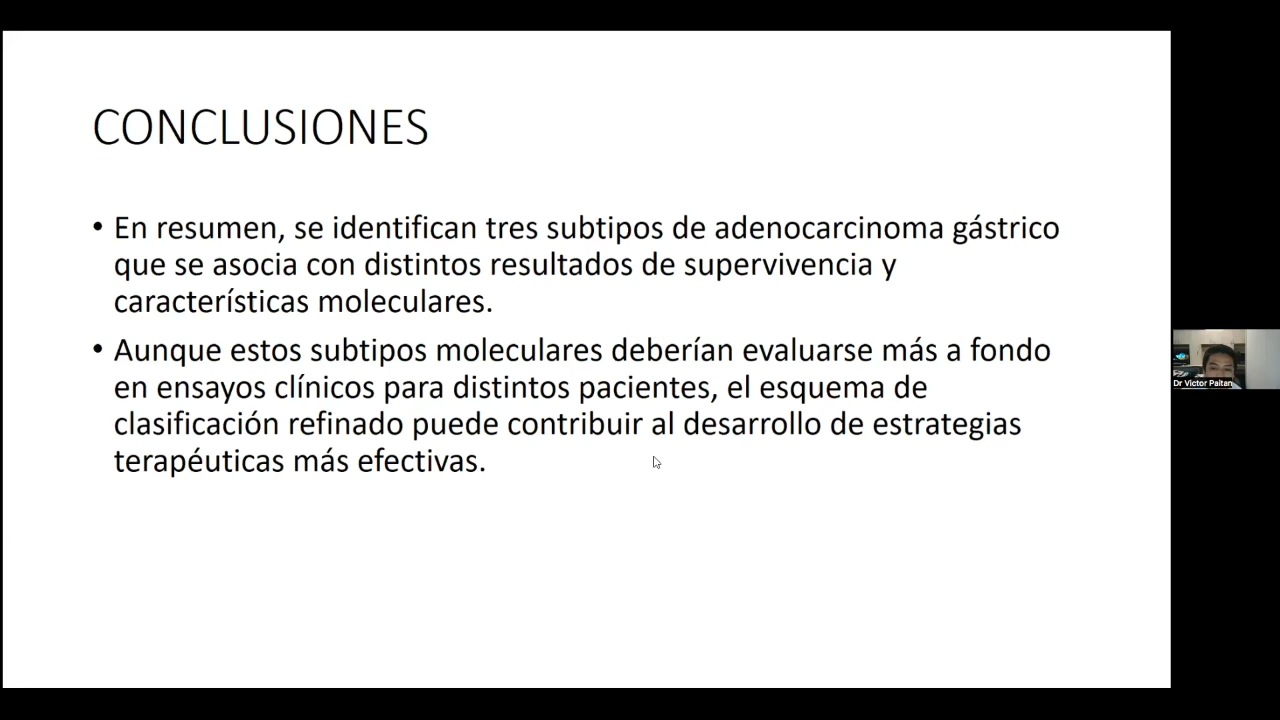 CONCLUSIONES
• En resumen, se identifican tres subtipos de adenocarcinoma gástrico
que se asocia con distintos resultados de supervivencia y
características moleculares.
• Aunque estos subtipos moleculares deberían evaluarse más a fondo
en ensayos clínicos para distintos pacientes, el esquema de
clasificación refinado puede contribuir al desarrollo de estrategias
terapéuticas más efectivas.
Dr Victor Paitan